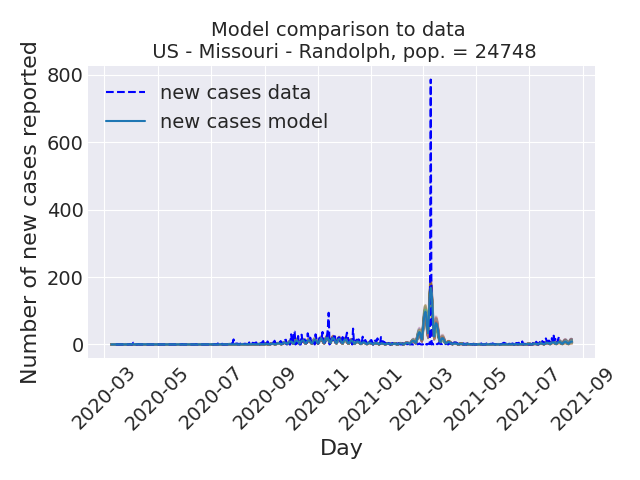 Model comparison to data
US - Missouri - Randolph, pop. = 24748
Number of new cases reported
800
600
400
200
0
new cases data
new cases model
2020-03
2020-05
2020-07
2020-09
2020-11
2021-01
2021-03
2021-05
2021-07
2021-09
Day